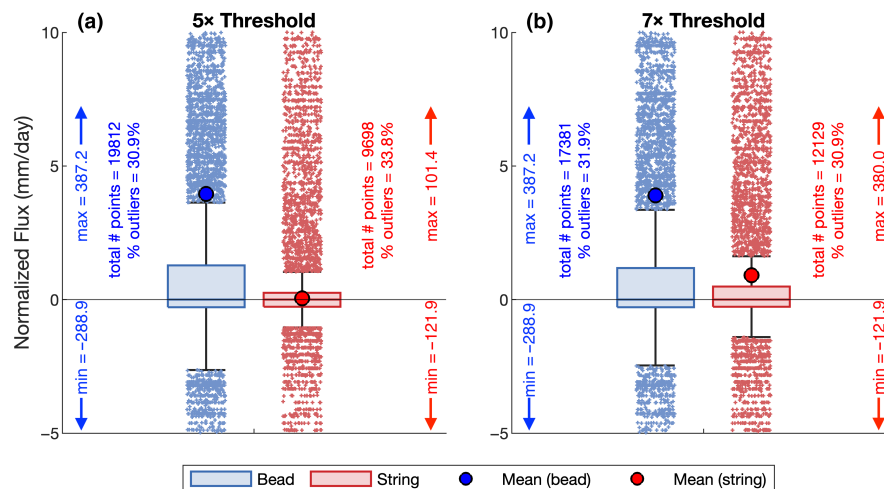 (a)
5× Threshold
10
5
0
−5
Normalized Flux (mm/day)
max = 387.2
min = −288.9
total # points = 19812
% outliers = 30.9%
total # points = 9698
% outliers = 33.8%
max = 101.4
min = −121.9
(b)
7× Threshold
10
5
0
−5
max = 387.2
min = −288.9
total # points = 17381
% outliers = 31.9%
total # points = 12129
% outliers = 30.9%
max = 380.0
min = −121.9
Bead
String
Mean (bead)
Mean (string)